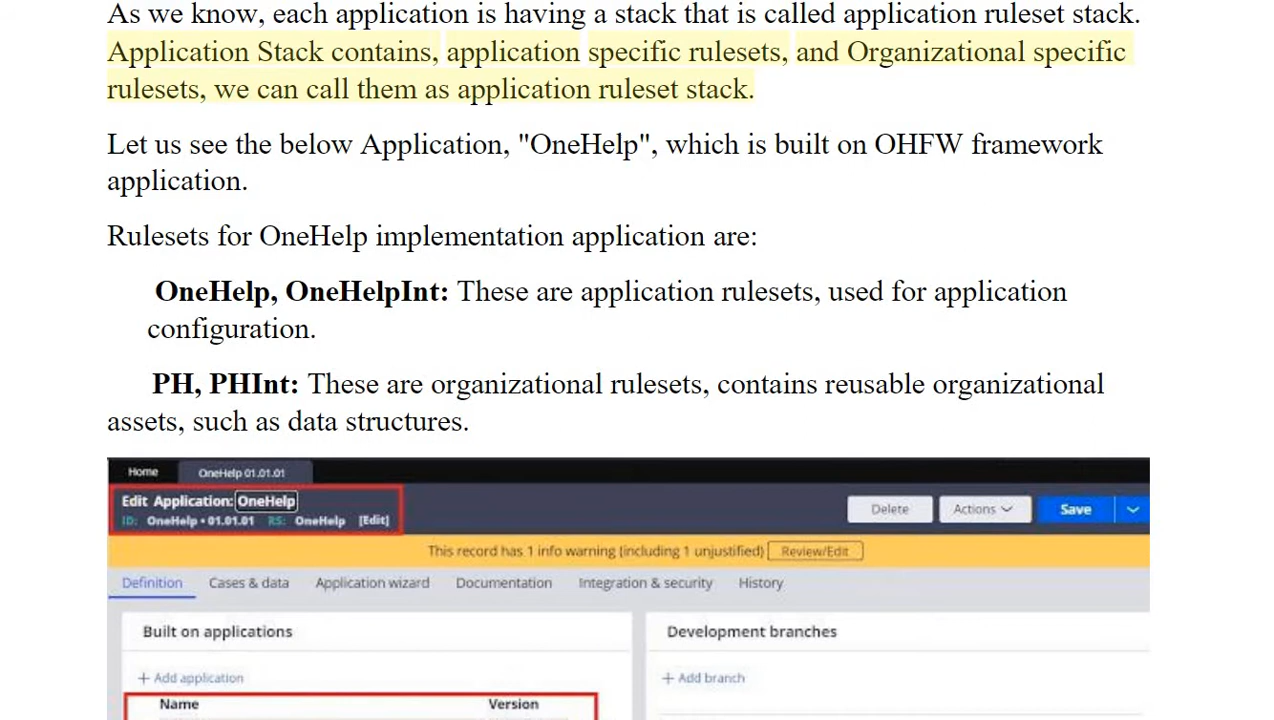 As we know, each application is having a stack that is called application ruleset stack.
Application Stack contains, application specific rulesets, and Organizational specific
rulesets, we can call them as application ruleset stack.
Let us see the below Application, "OneHelp", which is built on OHFW framework
application.
Rulesets for OneHelp implementation application are:
OneHelp, OneHelpInt: These are application rulesets, used for application
configuration.
PH, PHInt: These are organizational rulesets, contains reusable organizational
assets, such as data structures.
Home OneHelp 01.01.01
Edit Application: OneHelp
ID: OneHelp • 01.01.01 RS: OneHelp [Edit]
Delete Actions Save
This record has 1 info warning (including 1 unjustified) Review/Edit
Definition Cases & data Application wizard Documentation Integration & security History
Built on applications Development branches
+ Add application + Add branch
Name Version